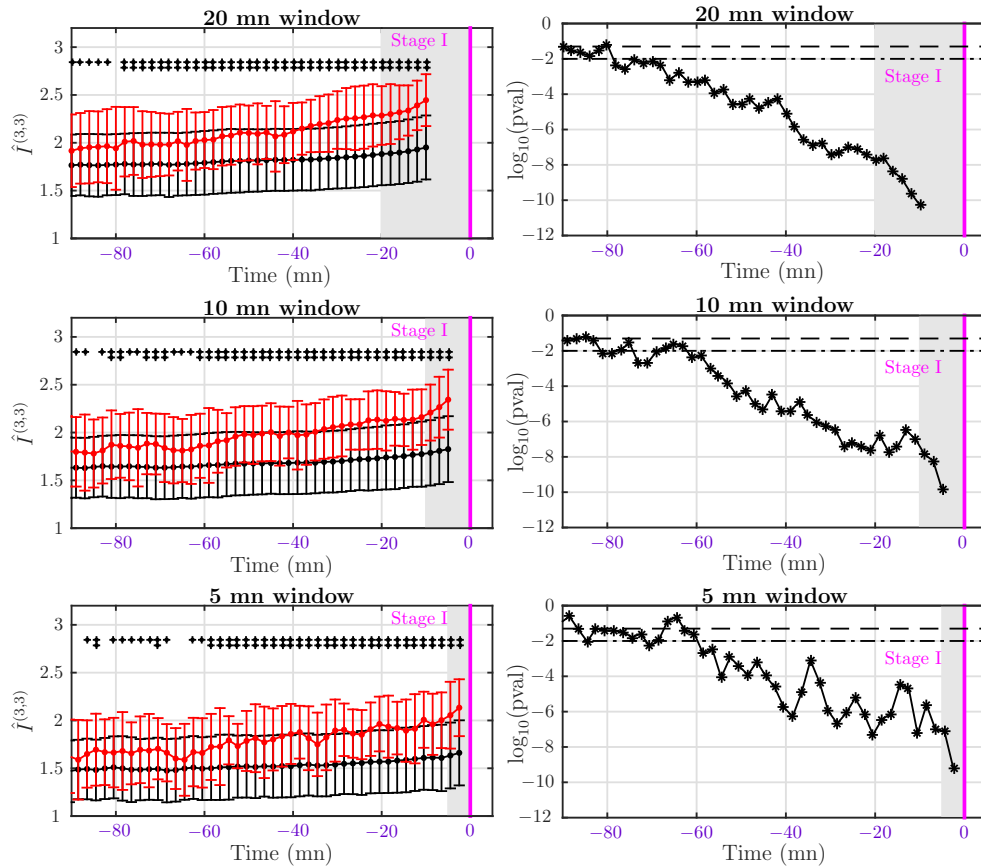 20 mn window
3
2.5
2
1.5
1
Î^(3,3)
Stage I
−80
−60
−40
−20
0
Time (mn)
20 mn window
0
−2
−4
−6
−8
−10
−12
log₁₀(pval)
Stage I
−80
−60
−40
−20
0
Time (mn)
10 mn window
3
2.5
2
1.5
1
Î^(3,3)
Stage I
−80
−60
−40
−20
0
Time (mn)
10 mn window
0
−2
−4
−6
−8
−10
−12
log₁₀(pval)
Stage I
−80
−60
−40
−20
0
Time (mn)
5 mn window
3
2.5
2
1.5
1
Î^(3,3)
Stage I
−80
−60
−40
−20
0
Time (mn)
5 mn window
0
−2
−4
−6
−8
−10
−12
log₁₀(pval)
Stage I
−80
−60
−40
−20
0
Time (mn)